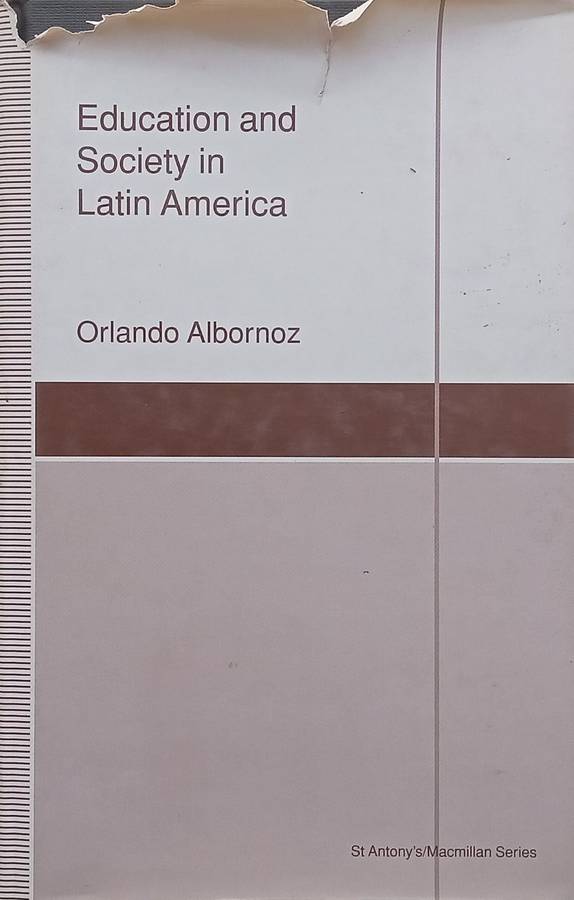 Education and
Society in
Latin America
Orlando Albornoz
St Antony's/Macmillan Series